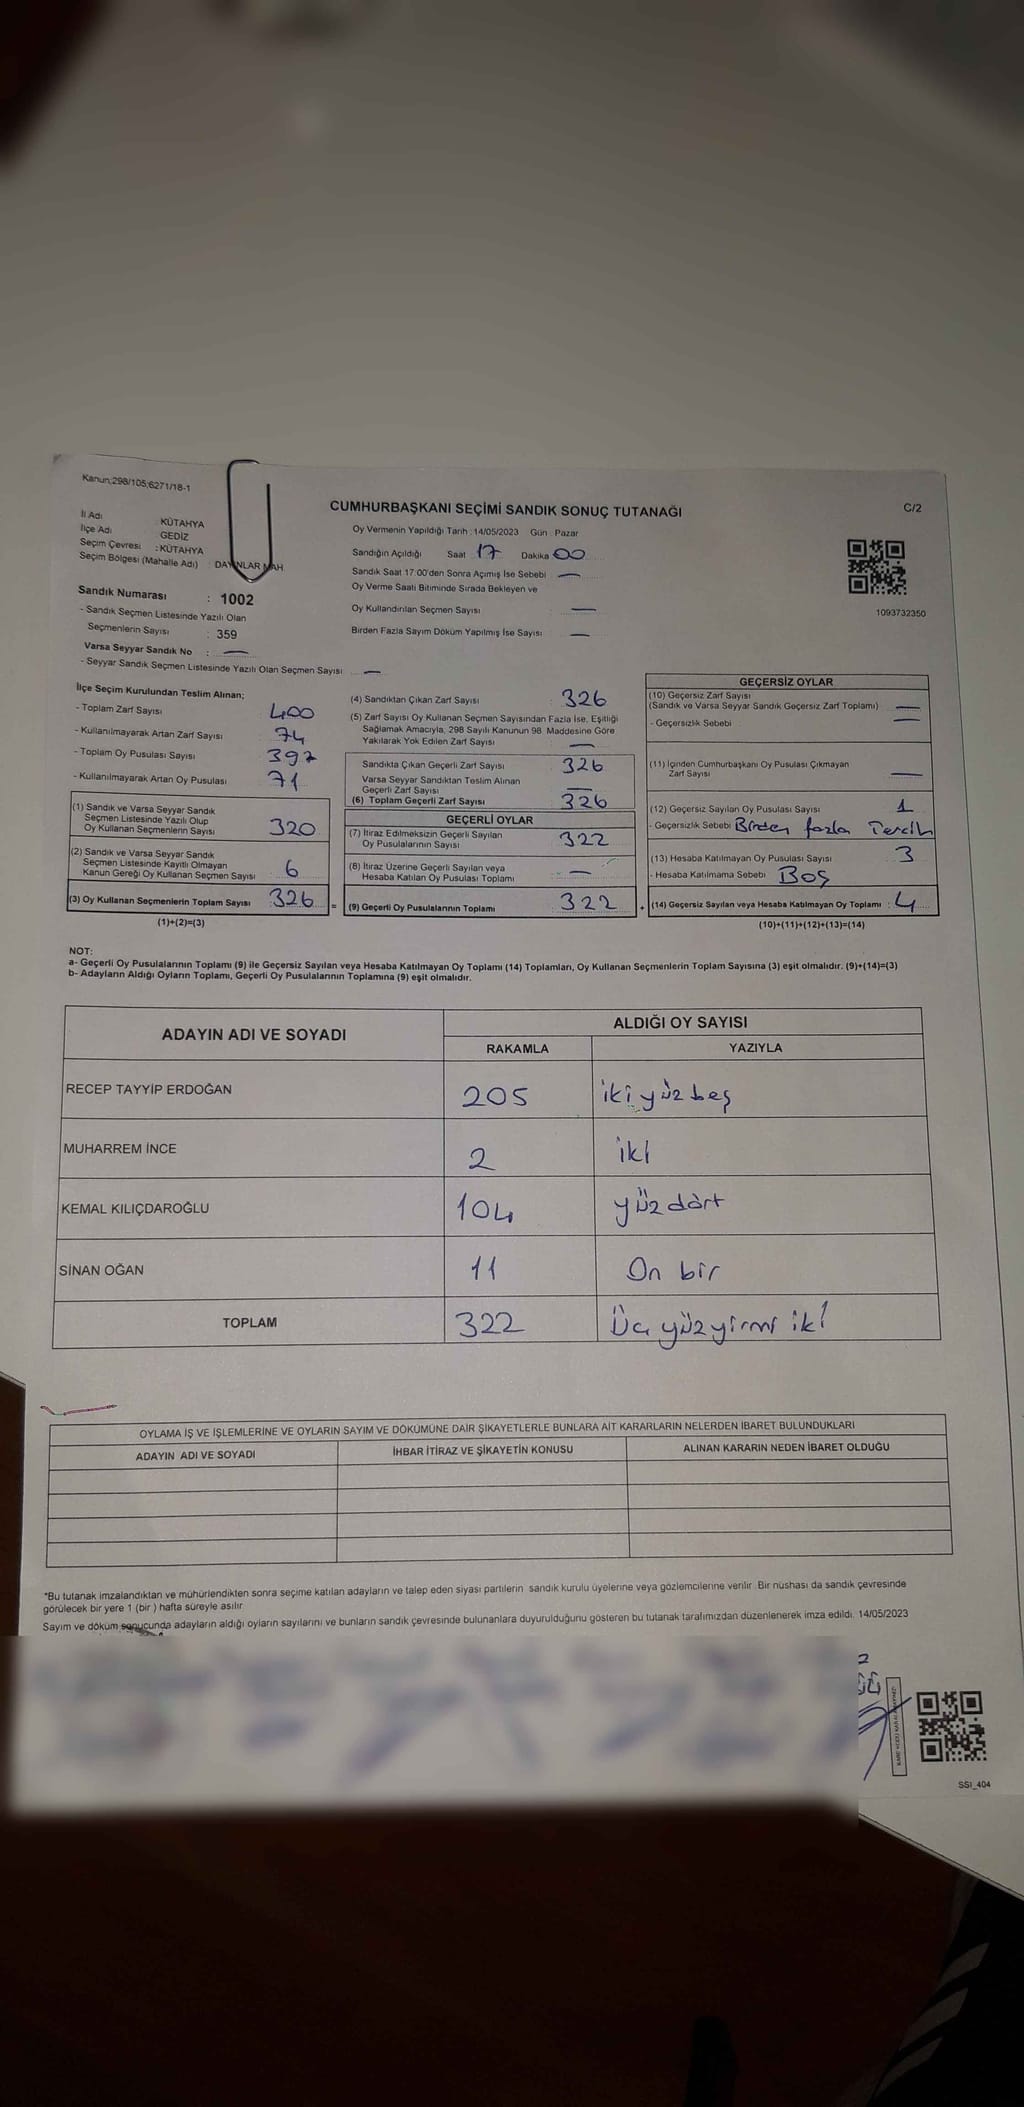 Kanun:298/105;6271/18-1
CUMHURBAŞKANI SEÇİMİ SANDIK SONUÇ TUTANAĞI
C/2
İl Adı : KÜTAHYA
İlçe Adı : GEDİZ
Seçim Çevresi : KÜTAHYA
Seçim Bölgesi (Mahalle Adı) :
Sandık Numarası : 1002
- Sandık Seçmen Listesinde Yazılı Olan
Seçmenlerin Sayısı : 359
Varsa Seyyar Sandık No : —
- Seyyar Sandık Seçmen Listesinde Yazılı Olan Seçmen Sayısı : —
Oy Vermenin Yapıldığı Tarih : 14/05/2023 Gün : Pazar
Sandığın Açıldığı Saat 17 Dakika 00
Sandık Saat 17:00'den Sonra Açımış İse Sebebi : —
Oy Verme Saati Bitiminde Sırada Bekleyen ve
Oy Kullandırılan Seçmen Sayısı : —
Birden Fazla Sayım Döküm Yapılmış İse Sayısı : —
1093732350
İlçe Seçim Kurulundan Teslim Alınan;
- Toplam Zarf Sayısı : 400
- Kullanılmayarak Artan Zarf Sayısı : 74
- Toplam Oy Pusulası Sayısı : 397
- Kullanılmayarak Artan Oy Pusulası : 71
(1) Sandık ve Varsa Seyyar Sandık
Seçmen Listesinde Yazılı Olup
Oy Kullanan Seçmenlerin Sayısı : 320
(2) Sandık ve Varsa Seyyar Sandık
Seçmen Listesinde Kayıtlı Olmayan
Kanun Gereği Oy Kullanan Seçmen Sayısı : 6
(3) Oy Kullanan Seçmenlerin Toplam Sayısı : 326
(1)+(2)=(3)
(4) Sandıktan Çıkan Zarf Sayısı : 326
(5) Zarf Sayısı Oy Kullanan Seçmen Sayısından Fazla İse, Eşitliği
Sağlamak Amacıyla, 298 Sayılı Kanunun 98. Maddesine Göre
Yakılarak Yok Edilen Zarf Sayısı : —
Sandıkta Çıkan Geçerli Zarf Sayısı : 326
Varsa Seyyar Sandıktan Teslim Alınan
Geçerli Zarf Sayısı : —
(6) Toplam Geçerli Zarf Sayısı : 326
GEÇERLİ OYLAR
(7) İtiraz Edilmeksizin Geçerli Sayılan
Oy Pusulalarının Sayısı : 322
(8) İtiraz Üzerine Geçerli Sayılan veya
Hesaba Katılan Oy Pusulası Toplamı : —
= (9) Geçerli Oy Pusulalarının Toplamı : 322
GEÇERSİZ OYLAR
(10) Geçersiz Zarf Sayısı
(Sandık ve Varsa Seyyar Sandık Geçersiz Zarf Toplamı) : —
- Geçersizlik Sebebi : —
(11) İçinden Cumhurbaşkanı Oy Pusulası Çıkmayan
Zarf Sayısı : —
(12) Geçersiz Sayılan Oy Pusulası Sayısı : 1
- Geçersizlik Sebebi : Birden fazla Tercih
(13) Hesaba Katılmayan Oy Pusulası Sayısı : 3
- Hesaba Katılmama Sebebi : Boş
+ (14) Geçersiz Sayılan veya Hesaba Katılmayan Oy Toplamı : 4
(10)+(11)+(12)+(13)=(14)
NOT:
a- Geçerli Oy Pusulalarının Toplamı (9) ile Geçersiz Sayılan veya Hesaba Katılmayan Oy Toplamı (14) Toplamları, Oy Kullanan Seçmenlerin Toplam Sayısına (3) eşit olmalıdır. (9)+(14)=(3)
b- Adayların Aldığı Oyların Toplamı, Geçerli Oy Pusulalarının Toplamına (9) eşit olmalıdır.
ADAYIN ADI VE SOYADI
ALDIĞI OY SAYISI
RAKAMLA YAZIYLA
RECEP TAYYİP ERDOĞAN 205 iki yüz beş
MUHARREM İNCE 2 iki
KEMAL KILIÇDAROĞLU 104 yüz dört
SİNAN OĞAN 11 On bir
TOPLAM 322 Üç yüz yirmi iki
OYLAMA İŞ VE İŞLEMLERİNE VE OYLARIN SAYIM VE DÖKÜMÜNE DAİR ŞİKAYETLERLE BUNLARA AİT KARARLARIN NELERDEN İBARET BULUNDUKLARI
ADAYIN ADI VE SOYADI İHBAR İTİRAZ VE ŞİKAYETİN KONUSU ALINAN KARARIN NEDEN İBARET OLDUĞU
*Bu tutanak imzalandıktan ve mühürlendikten sonra seçime katılan adayların ve talep eden siyasi partilerin sandık kurulu üyelerine veya gözlemcilerine verilir. Bir nüshası da sandık çevresinde
görülecek bir yere 1 (bir ) hafta süreyle asılır.
Sayım ve döküm sonucunda adayların aldığı oyların sayılarını ve bunların sandık çevresinde bulunanlara duyurulduğunu gösteren bu tutanak tarafımızdan düzenlenerek imza edildi. 14/05/2023
SSI_404